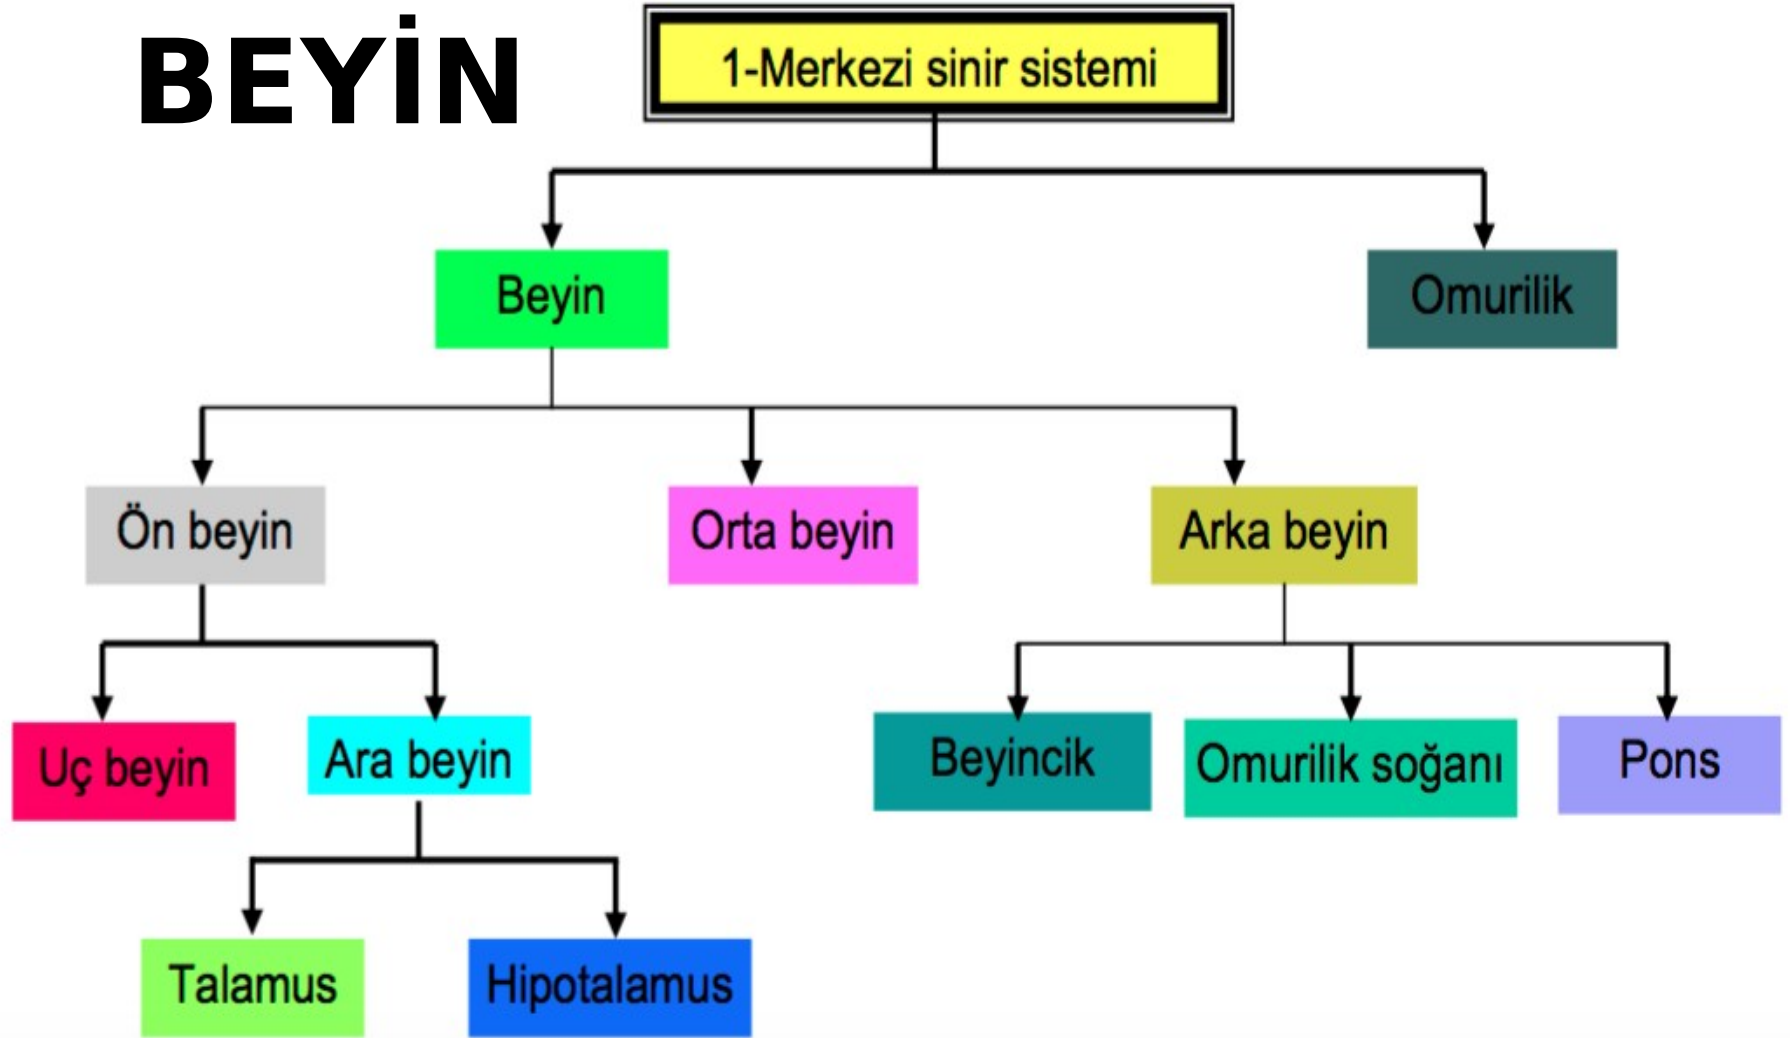 BEYİN
1-Merkezi sinir sistemi
Beyin
Omurilik
Ön beyin
Orta beyin
Arka beyin
Uç beyin
Ara beyin
Beyincik
Omurilik soğanı
Pons
Talamus
Hipotalamus